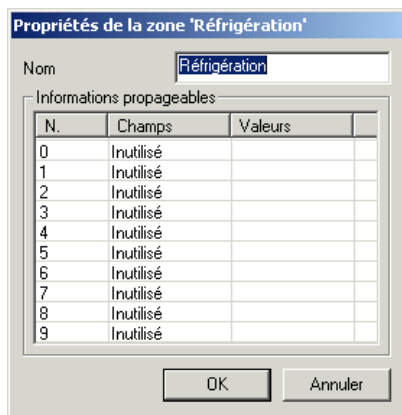 Propriétés de la zone 'Réfrigération'
Nom Réfrigération
Informations propageables
N. Champs Valeurs
0 Inutilisé
1 Inutilisé
2 Inutilisé
3 Inutilisé
4 Inutilisé
5 Inutilisé
6 Inutilisé
7 Inutilisé
8 Inutilisé
9 Inutilisé
OK Annuler